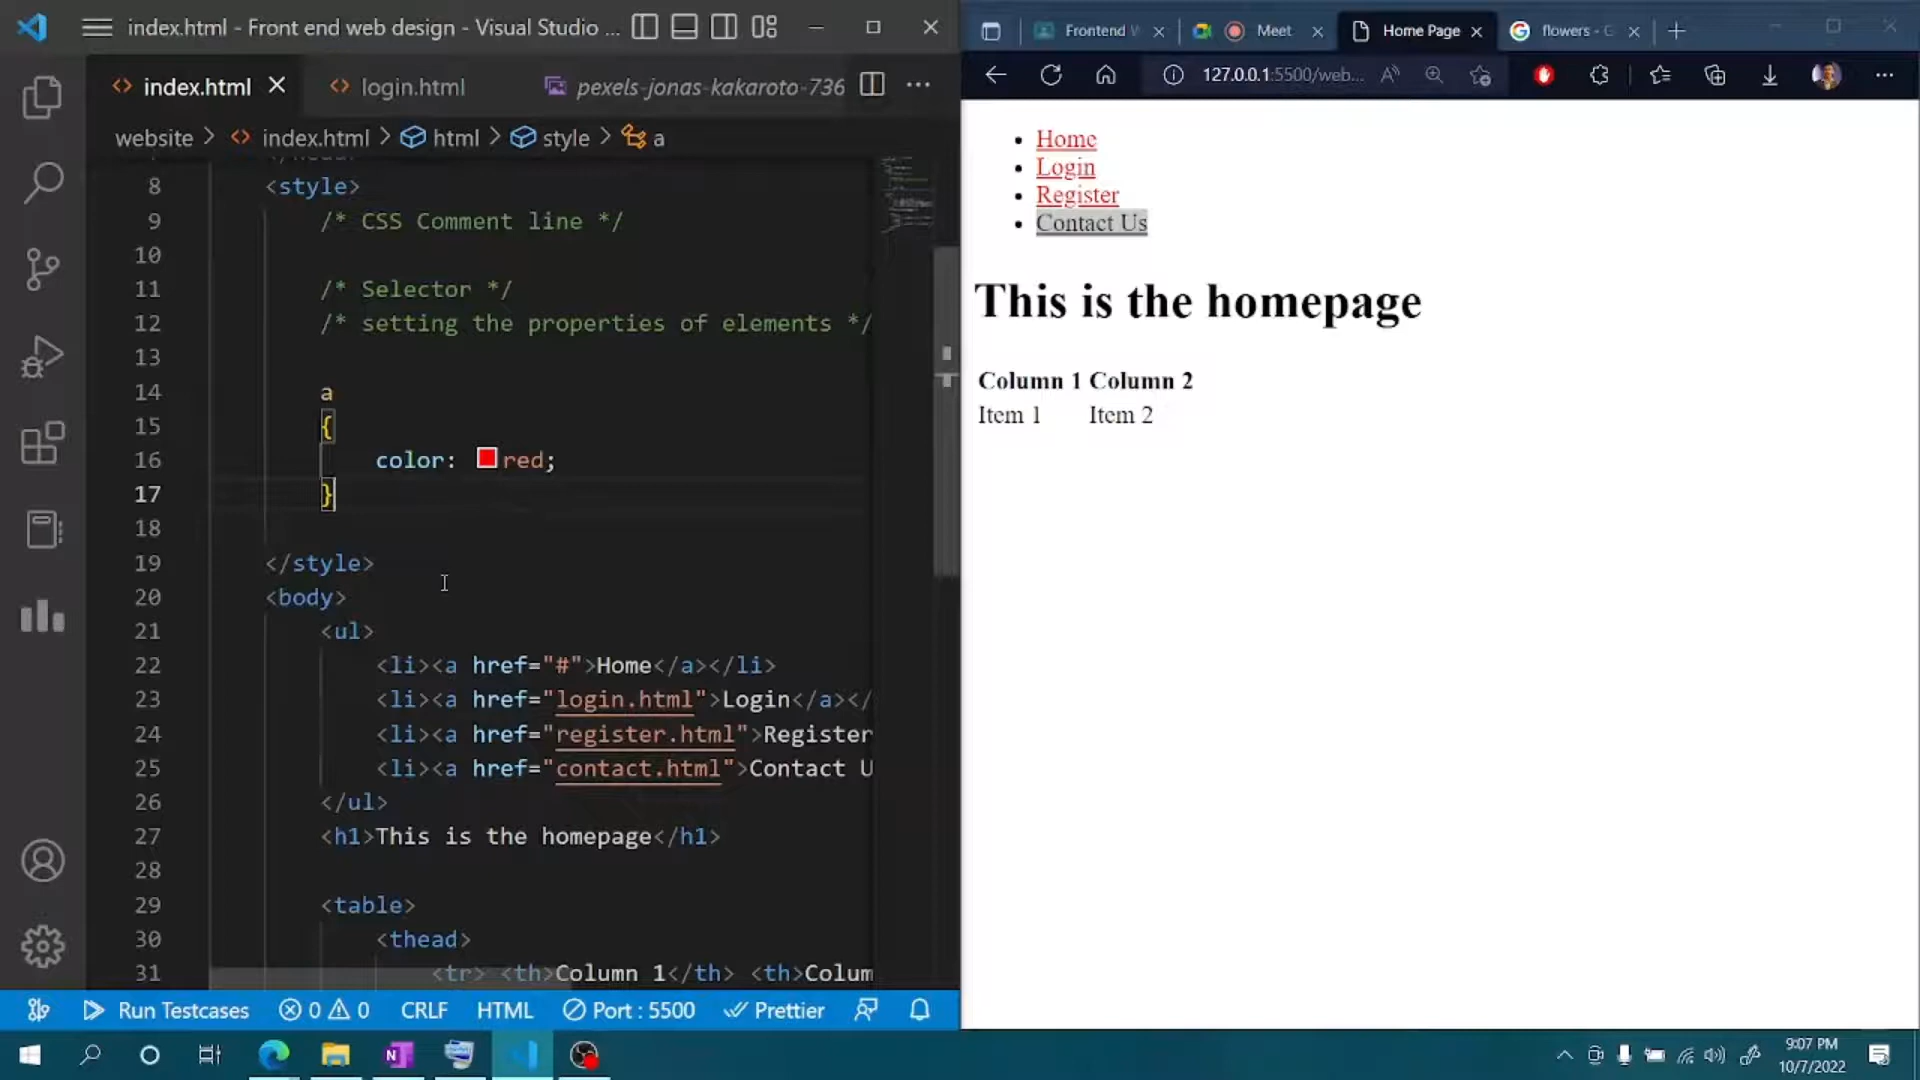 index.html - Front end web design - Visual Studio ...
index.html
login.html
pexels-jonas-kakaroto-736
website > index.html > html > style > a
8 <style>
9 /* CSS Comment line */
10
11 /* Selector */
12 /* setting the properties of elements */
13
14 a
15 {
16 color: red;
17 }
18
19 </style>
20 <body>
21 <ul>
22 <li><a href="#">Home</a></li>
23 <li><a href="login.html">Login</a></
24 <li><a href="register.html">Register
25 <li><a href="contact.html">Contact U
26 </ul>
27 <h1>This is the homepage</h1>
28
29 <table>
30 <thead>
31 <tr> <th>Column 1</th> <th>Colum
Run Testcases
0
0
CRLF
HTML
Port : 5500
Prettier
Frontend
Meet
Home Page
flowers - G
127.0.0.1:5500/web...
Home
Login
Register
Contact Us
This is the homepage
Column 1 Column 2
Item 1 Item 2
9:07 PM
10/7/2022